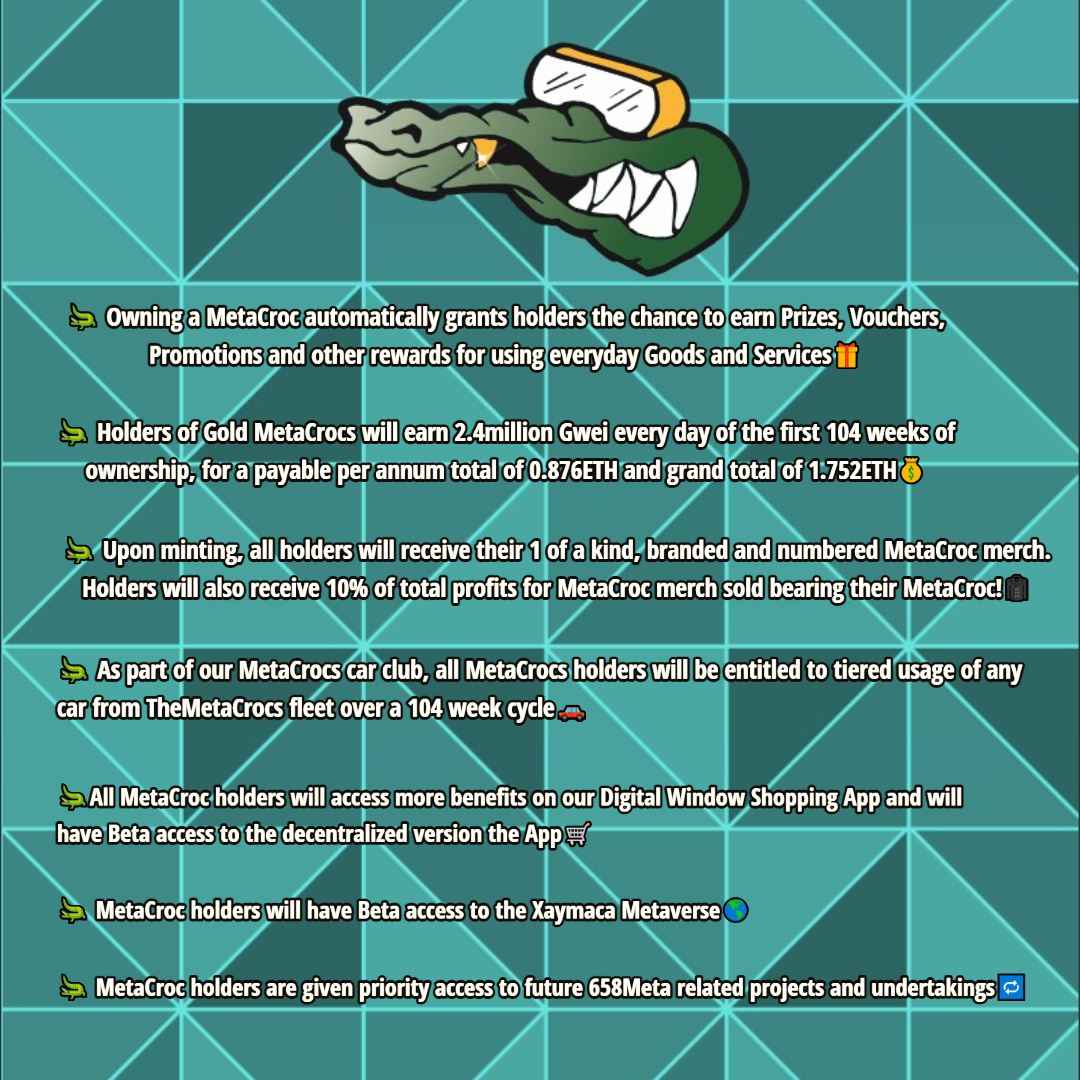 🐊 Owning a MetaCroc automatically grants holders the chance to earn Prizes, Vouchers,
Promotions and other rewards for using everyday Goods and Services🎁
🐊 Holders of Gold MetaCrocs will earn 2.4million Gwei every day of the first 104 weeks of
ownership, for a payable per annum total of 0.876ETH and grand total of 1.752ETH💰
🐊 Upon minting, all holders will receive their 1 of a kind, branded and numbered MetaCroc merch.
Holders will also receive 10% of total profits for MetaCroc merch sold bearing their MetaCroc!🧥
🐊 As part of our MetaCrocs car club, all MetaCrocs holders will be entitled to tiered usage of any
car from TheMetaCrocs fleet over a 104 week cycle🚗
🐊All MetaCroc holders will access more benefits on our Digital Window Shopping App and will
have Beta access to the decentralized version the App🛒
🐊 MetaCroc holders will have Beta access to the Xaymaca Metaverse🌎
🐊 MetaCroc holders are given priority access to future 658Meta related projects and undertakings🔁